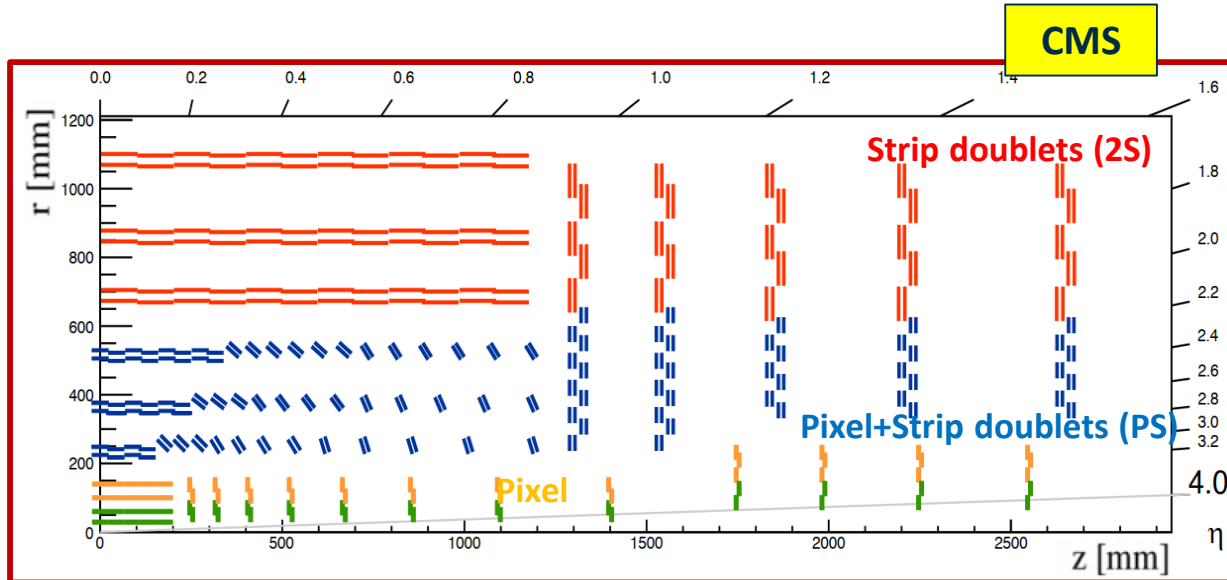 CMS
0.0 0.2 0.4 0.6 0.8 1.0 1.2 1.4 1.6
1200
r [mm]
Strip doublets (2S)
1000
1.8
800
2.0
2.2
600
2.4
2.6
400
2.8
Pixel+Strip doublets (PS)
3.0
3.2
200
Pixel
4.0
0
0 500 1000 1500 2000 2500
η
z [mm]